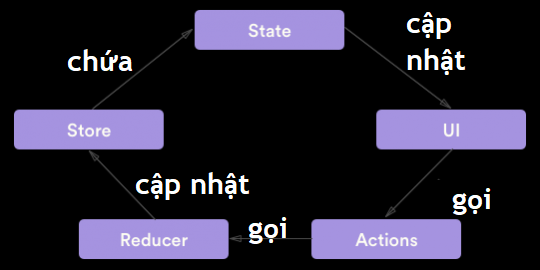 State
cập
nhật
chứa
Store
UI
cập nhật
gọi
Reducer
gọi
Actions